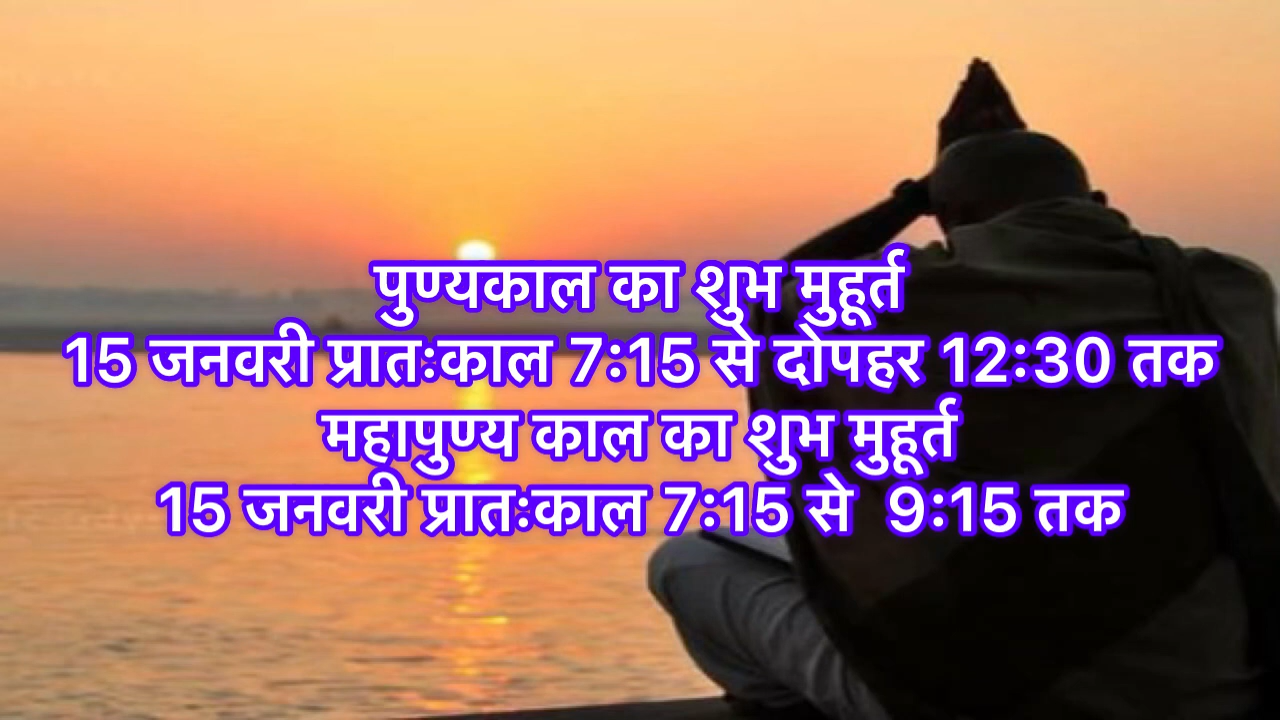 पुण्यकाल का शुभ मुहूर्त
15 जनवरी प्रातःकाल 7:15 से दोपहर 12:30 तक
महापुण्य काल का शुभ मुहूर्त
15 जनवरी प्रातःकाल 7:15 से 9:15 तक